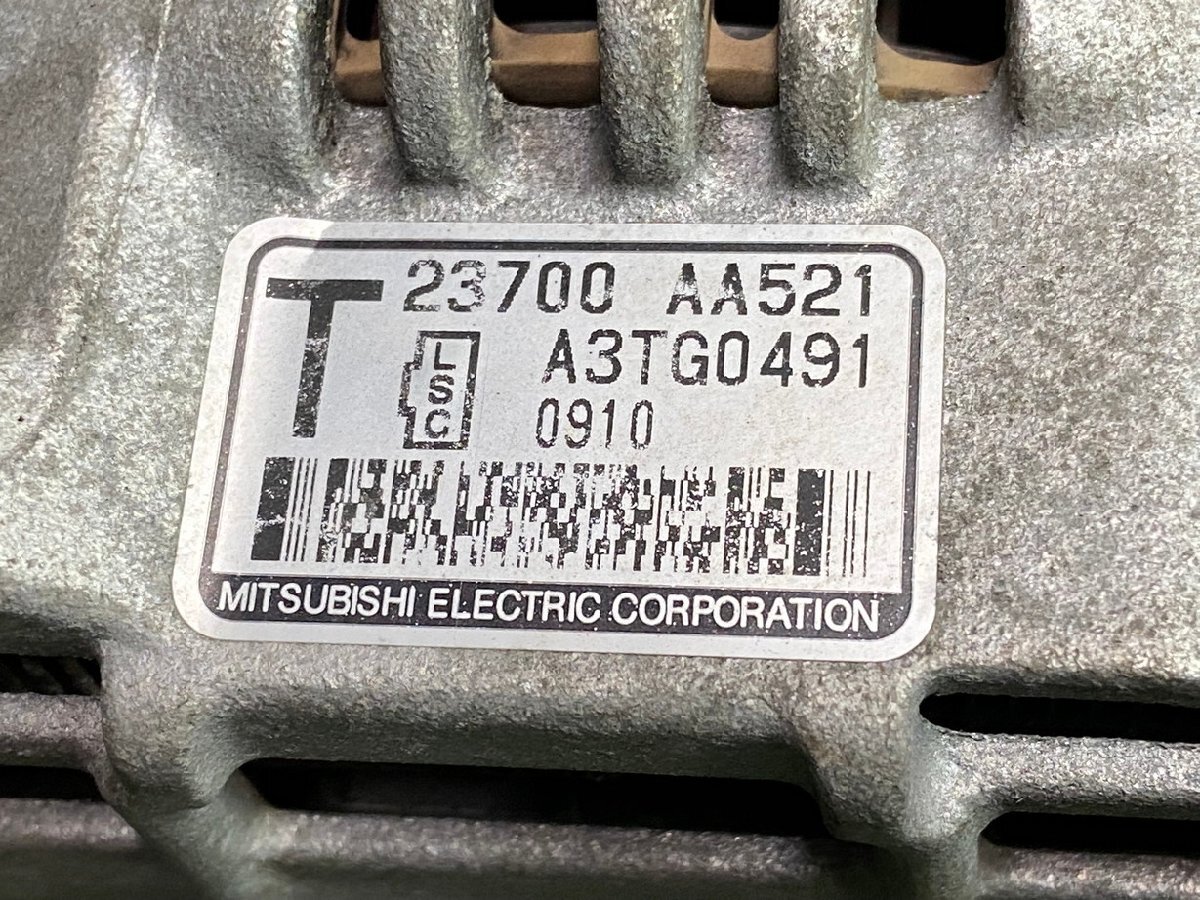 T 23700 AA521
LSC A3TG0491
0910
MITSUBISHI ELECTRIC CORPORATION